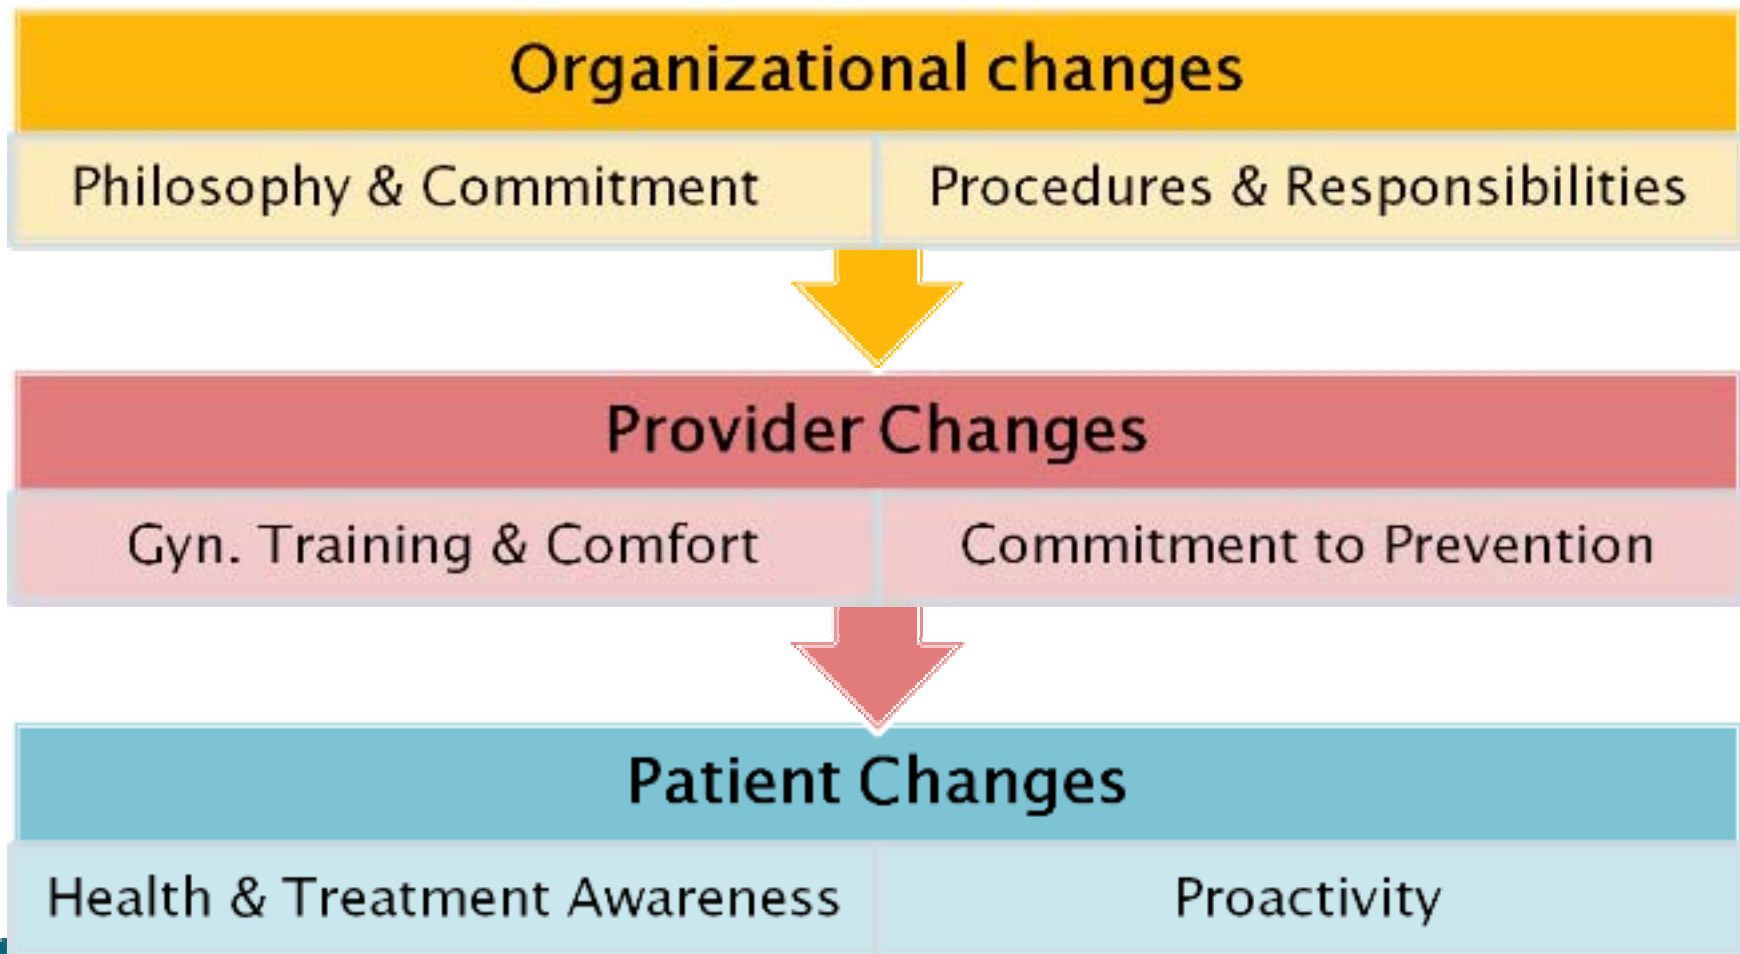 Organizational changes
Philosophy & Commitment
Procedures & Responsibilities
Provider Changes
Gyn. Training & Comfort
Commitment to Prevention
Patient Changes
Health & Treatment Awareness
Proactivity